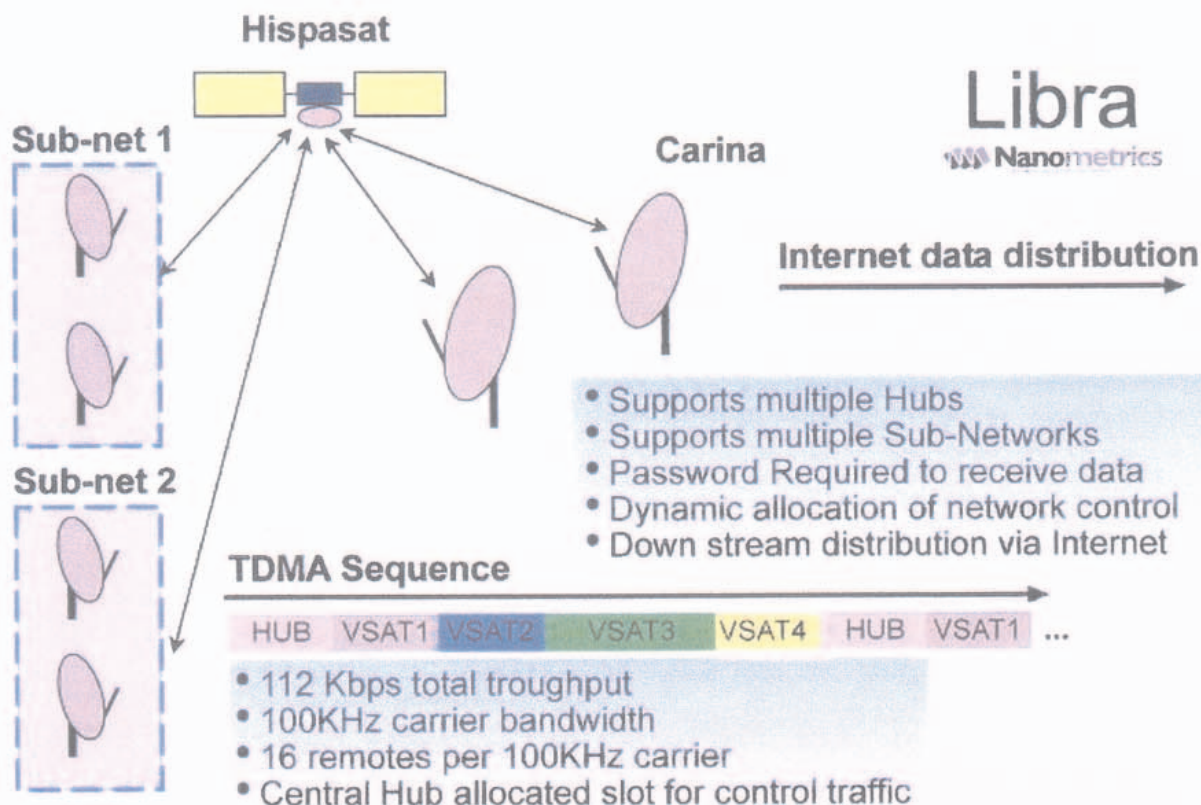 Hispasat
Libra
Nanometrics
Sub-net 1
Carina
Internet data distribution
• Supports multiple Hubs
• Supports multiple Sub-Networks
• Password Required to receive data
• Dynamic allocation of network control
• Down stream distribution via Internet
Sub-net 2
TDMA Sequence
HUB VSAT1 VSAT2 VSAT3 VSAT4 HUB VSAT1 ...
• 112 Kbps total troughput
• 100KHz carrier bandwidth
• 16 remotes per 100KHz carrier
• Central Hub allocated slot for control traffic